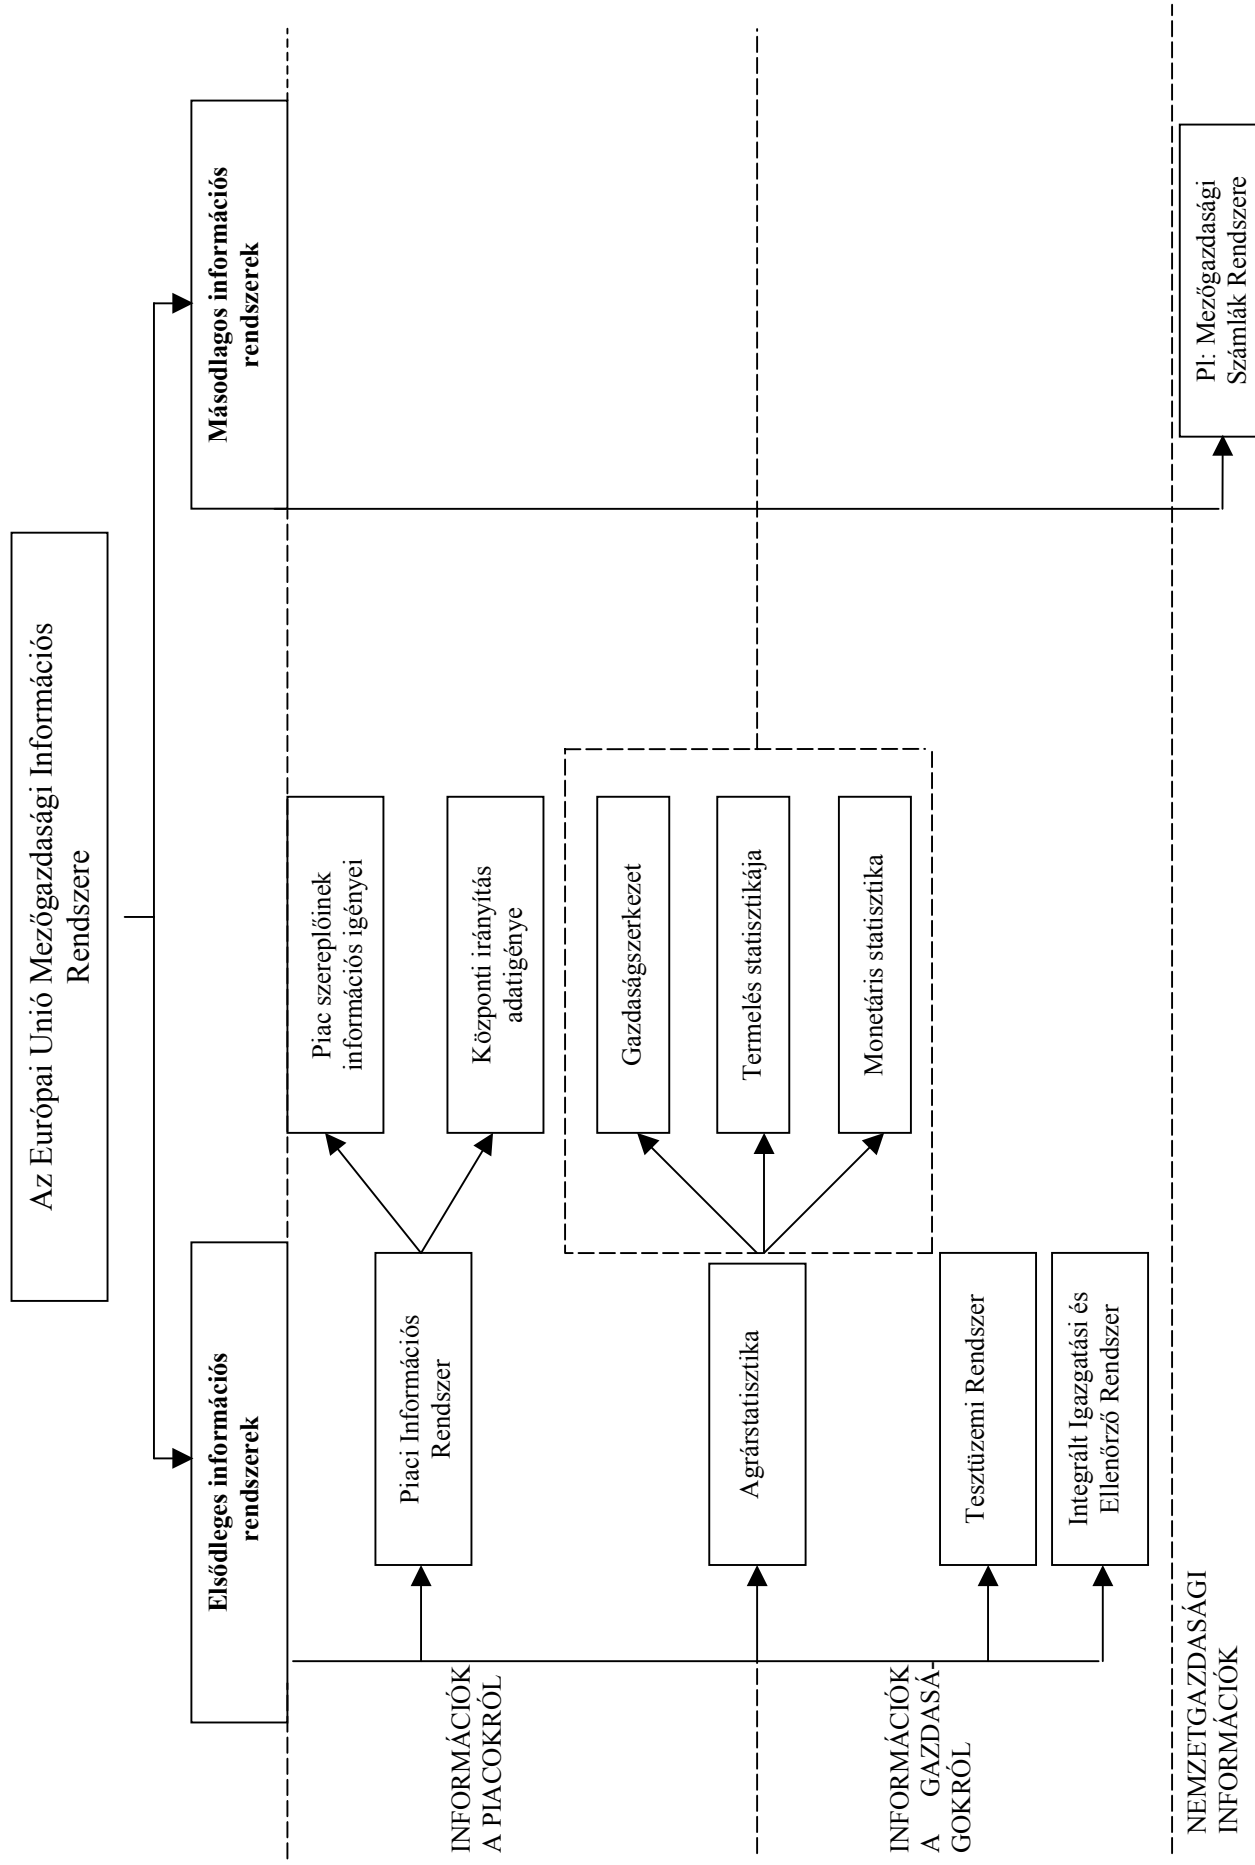 Az Európai Unió Mezőgazdasági Információs
Rendszere
Elsődleges információs
rendszerek
Másodlagos információs
rendszerek
INFORMÁCIÓK
A PIACOKRÓL
Piaci Információs
Rendszer
Piac szereplőinek
információs igényei
Központi irányítás
adatigénye
Agrárstatisztika
Gazdaságszerkezet
Termelés statisztikája
Monetáris statisztika
INFORMÁCIÓK
A GAZDASÁ-
GOKRÓL
Tesztüzemi Rendszer
Integrált Igazgatási és
Ellenőrző Rendszer
NEMZETGAZDASÁGI
INFORMÁCIÓK
Pl: Mezőgazdasági
Számlák Rendszere